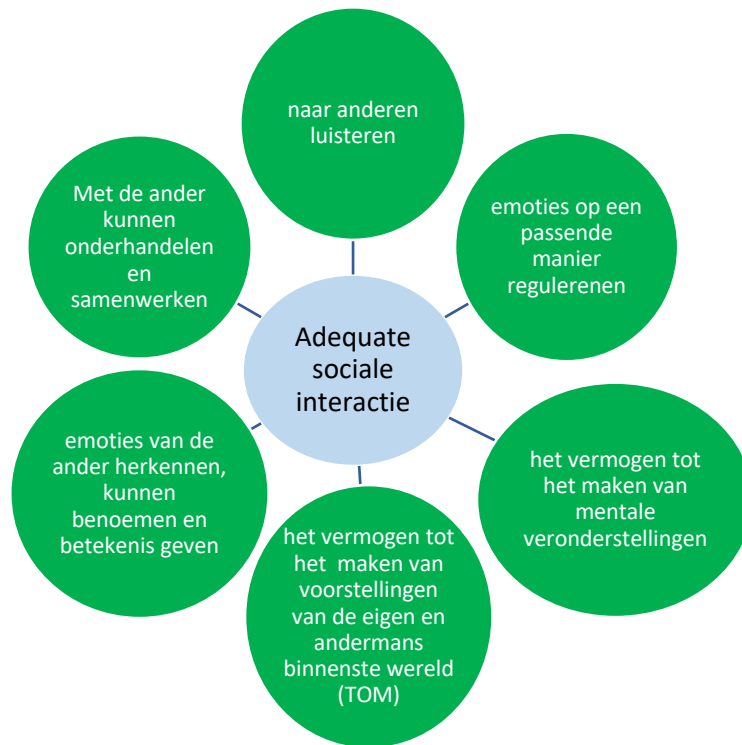 naar anderen
luisteren
emoties op een
passende
manier
regulerenen
het vermogen tot
het maken van
mentale
veronderstellingen
het vermogen tot
het maken van
voorstellingen
van de eigen en
andermans
binnenste wereld
(TOM)
emoties van de
ander herkennen,
kunnen
benoemen en
betekenis geven
Met de ander
kunnen
onderhandelen
en
samenwerken
Adequate
sociale
interactie